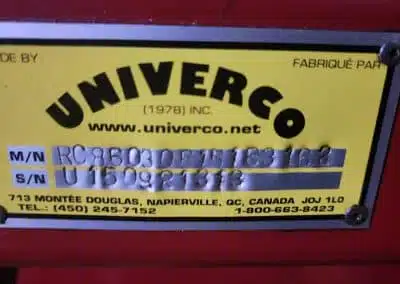 DE BY FABRIQUÉ PAR
UNIVERCO
(1978) INC.
www.univerco.net
M/N
S/N
713 MONTÉE DOUGLAS, NAPIERVILLE, QC, CANADA J0J 1L0
TEL.: (450) 245-7152 1-800-663-8423